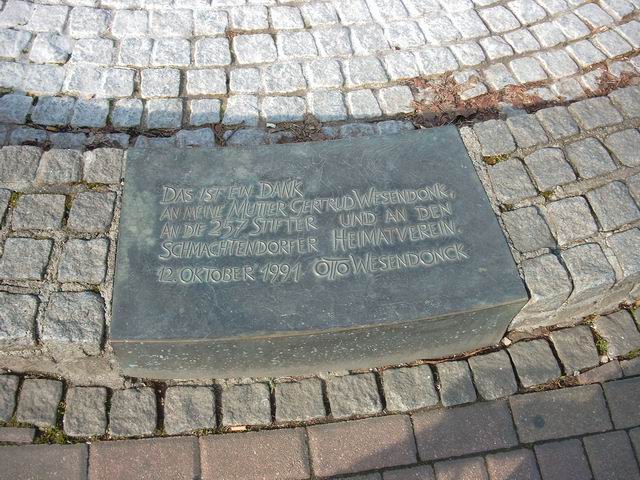 DAS IST EIN DANK
AN MEINE MUTTER GERTRUD WESENDONK,
AN DIE 257 STIFTER UND AN DEN
SCHMACHTENDORFER HEIMATVEREIN.
12. OKTOBER 1991 OTTO WESENDONCK